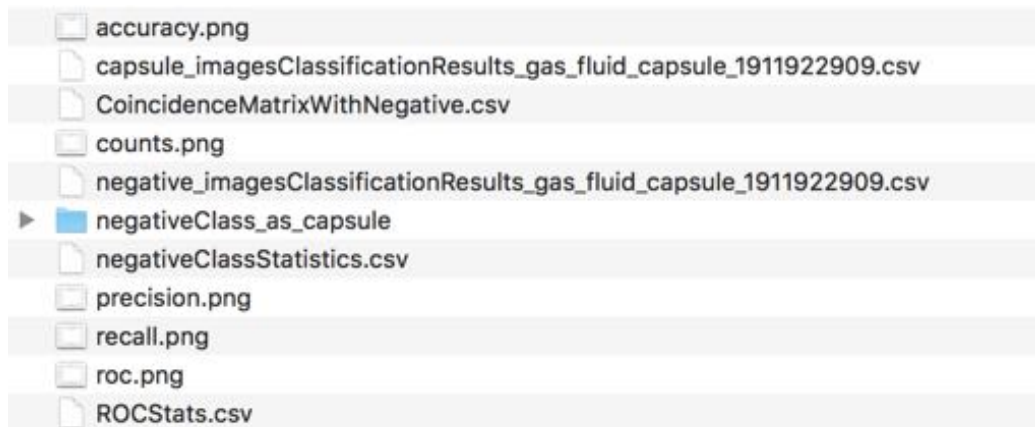 accuracy.png
capsule_imagesClassificationResults_gas_fluid_capsule_1911922909.csv
CoincidenceMatrixWithNegative.csv
counts.png
negative_imagesClassificationResults_gas_fluid_capsule_1911922909.csv
negativeClass_as_capsule
negativeClassStatistics.csv
precision.png
recall.png
roc.png
ROCStats.csv